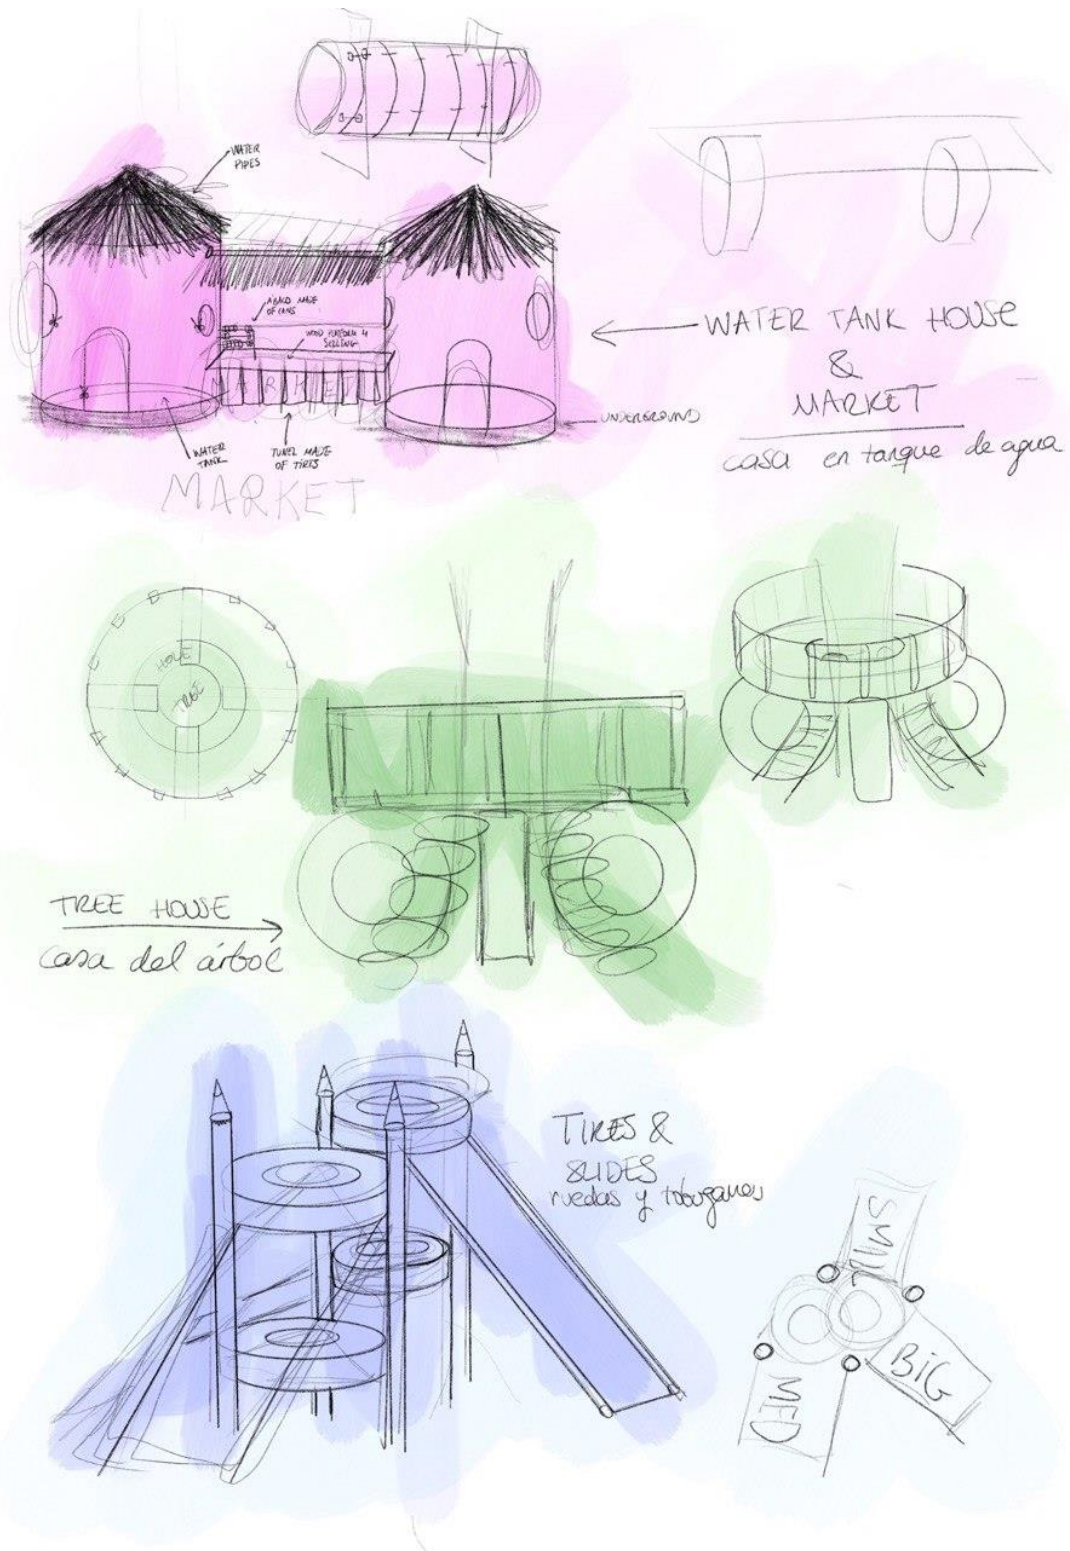 WATER
PIPES
ABACO MADE
OF CANS
WOOD PLATFORM 4
SELLING
MARKET
WATER
TANK
TUNEL MADE
OF TIRES
UNDERGROUND
MARKET
WATER TANK HOUSE
&
MARKET
casa en tanque de agua
HOLE
TREE
TREE HOUSE
casa del árbol
TIRES &
SLIDES
ruedas y toboganes
SMALL
BIG
MED